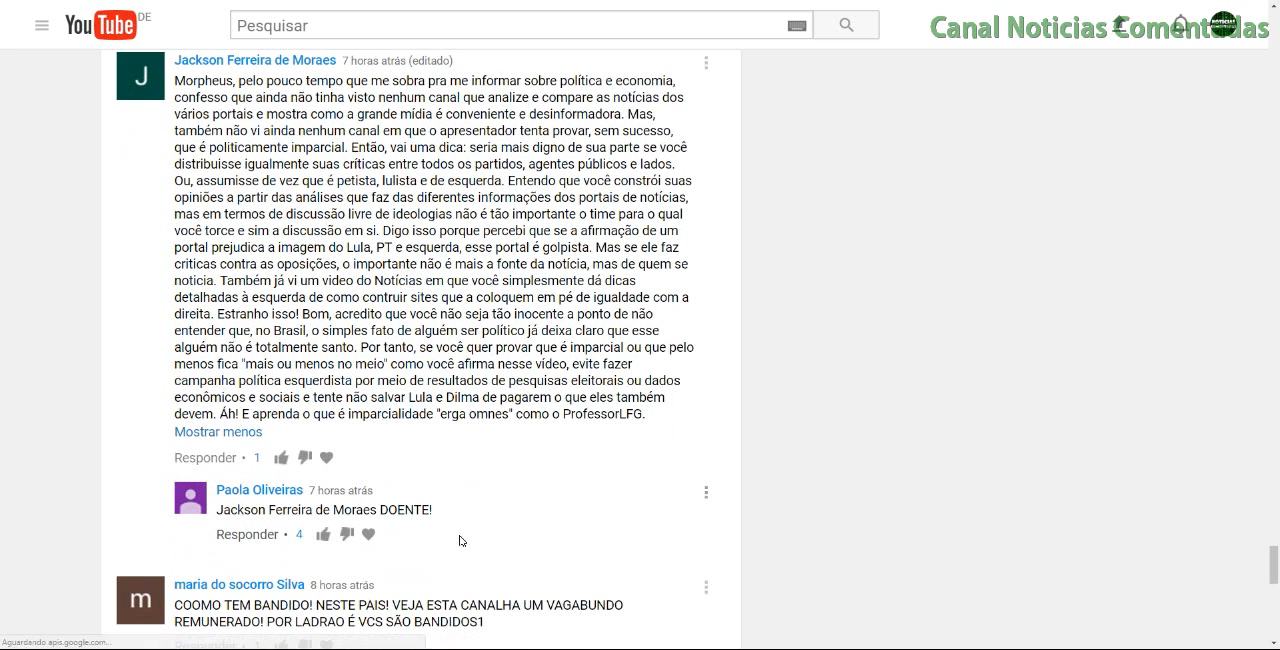 YouTube DE
Pesquisar
Canal Noticias Comentadas
J
Jackson Ferreira de Moraes 7 horas atrás (editado)
Morpheus, pelo pouco tempo que me sobra pra me informar sobre política e economia,
confesso que ainda não tinha visto nenhum canal que analize e compare as notícias dos
vários portais e mostra como a grande mídia é conveniente e desinformadora. Mas,
também não vi ainda nenhum canal em que o apresentador tenta provar, sem sucesso,
que é politicamente imparcial. Então, vai uma dica: seria mais digno de sua parte se você
distribuisse igualmente suas críticas entre todos os partidos, agentes públicos e lados.
Ou, assumisse de vez que é petista, lulista e de esquerda. Entendo que você constrói suas
opiniões a partir das análises que faz das diferentes informações dos portais de notícias,
mas em termos de discussão livre de ideologias não é tão importante o time para o qual
você torce e sim a discussão em si. Digo isso porque percebi que se a afirmação de um
portal prejudica a imagem do Lula, PT e esquerda, esse portal é golpista. Mas se ele faz
criticas contra as oposições, o importante não é mais a fonte da notícia, mas de quem se
noticia. Também já vi um video do Notícias em que você simplesmente dá dicas
detalhadas à esquerda de como contruir sites que a coloquem em pé de igualdade com a
direita. Estranho isso! Bom, acredito que você não seja tão inocente a ponto de não
entender que, no Brasil, o simples fato de alguém ser político já deixa claro que esse
alguém não é totalmente santo. Por tanto, se você quer provar que é imparcial ou que pelo
menos fica "mais ou menos no meio" como você afirma nesse vídeo, evite fazer
campanha política esquerdista por meio de resultados de pesquisas eleitorais ou dados
econômicos e sociais e tente não salvar Lula e Dilma de pagarem o que eles também
devem. Áh! E aprenda o que é imparcialidade "erga omnes" como o ProfessorLFG.
Mostrar menos
Responder • 1
Paola Oliveiras 7 horas atrás
Jackson Ferreira de Moraes DOENTE!
Responder • 4
m
maria do socorro Silva 8 horas atrás
COOMO TEM BANDIDO! NESTE PAIS! VEJA ESTA CANALHA UM VAGABUNDO
REMUNERADO! POR LADRAO É VCS SÃO BANDIDOS1
Responder • 1
Aguardando apis.google.com...